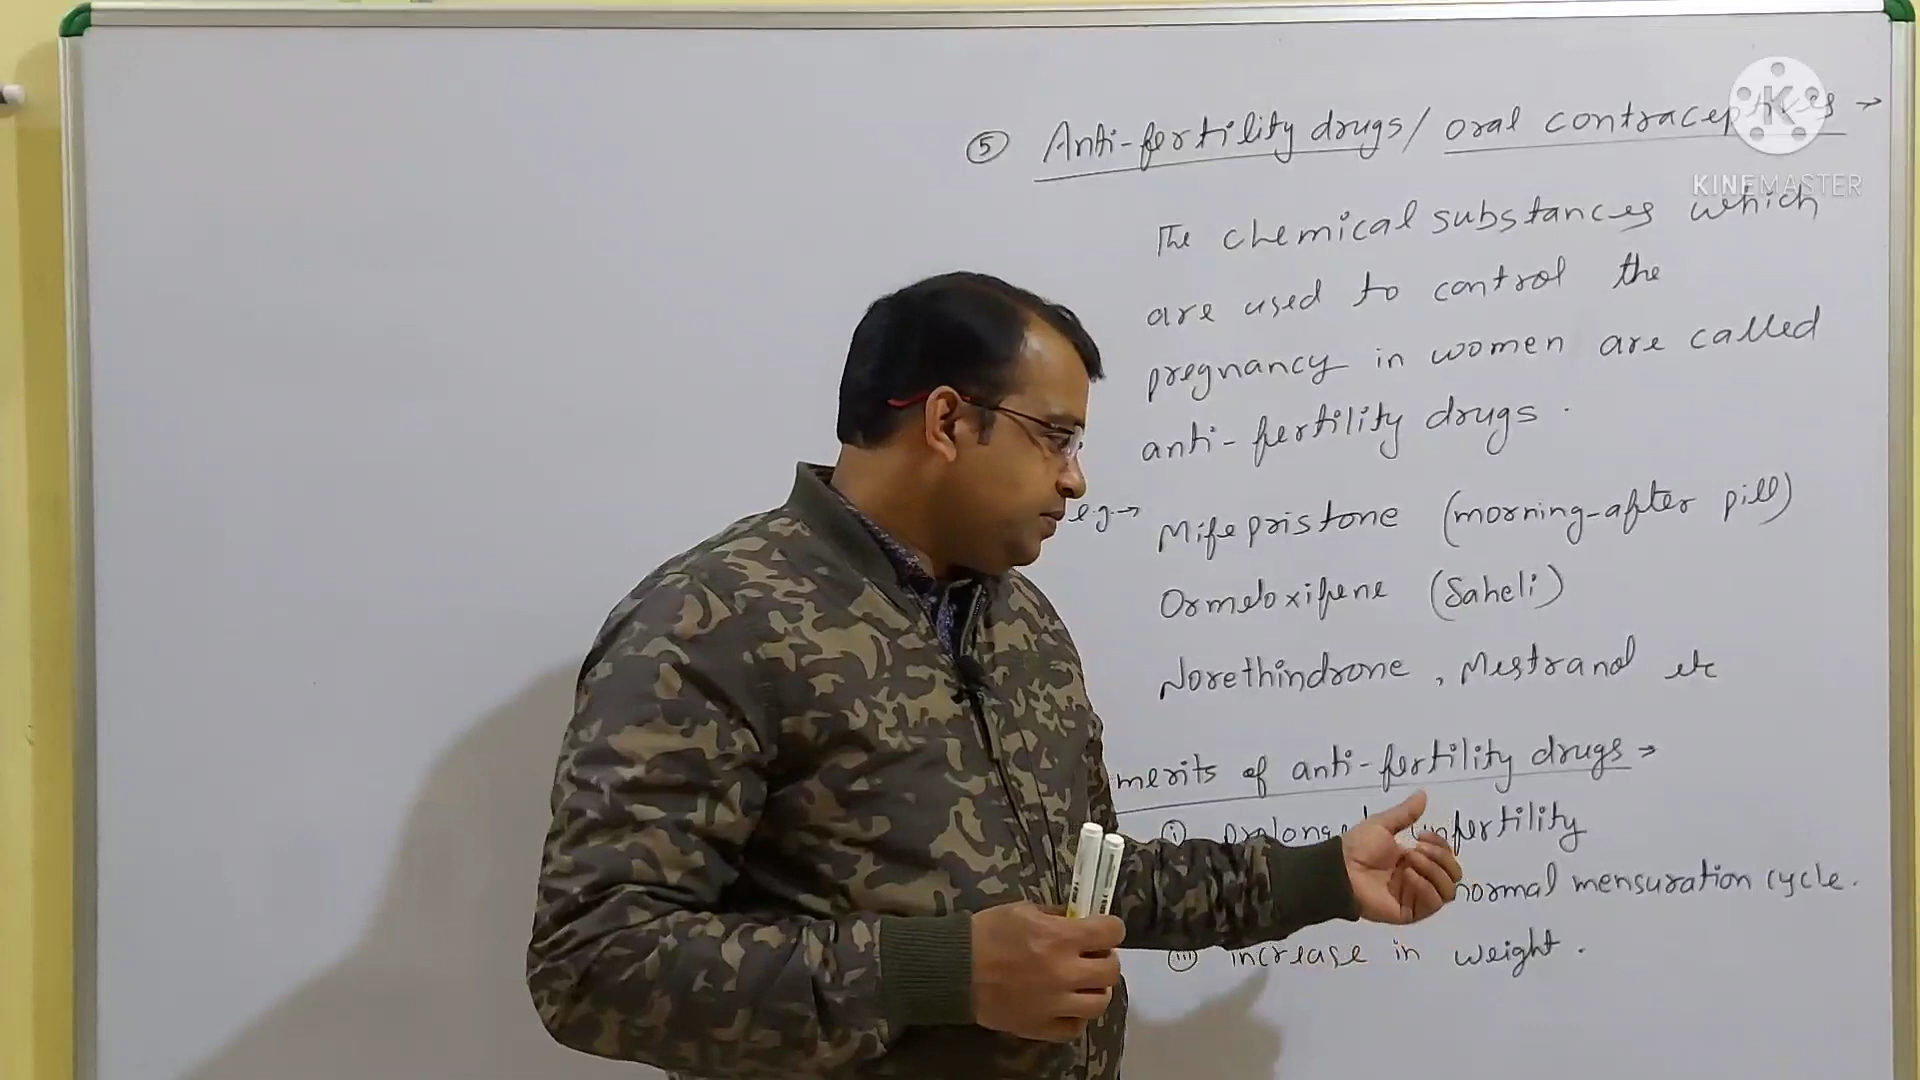 ⑤ Anti-fertility drugs/ oral contraceptives →
KINEMASTER
The chemical substances which
are used to control the
pregnancy in women are called
anti-fertility drugs.
e.g. → Mifepristone (morning-after pill)
Ormeloxifene (Saheli)
Norethindrone, Mestranol etc
merits of anti-fertility drugs →
(i) infertility
normal mensuration cycle.
(iii) increase in weight.